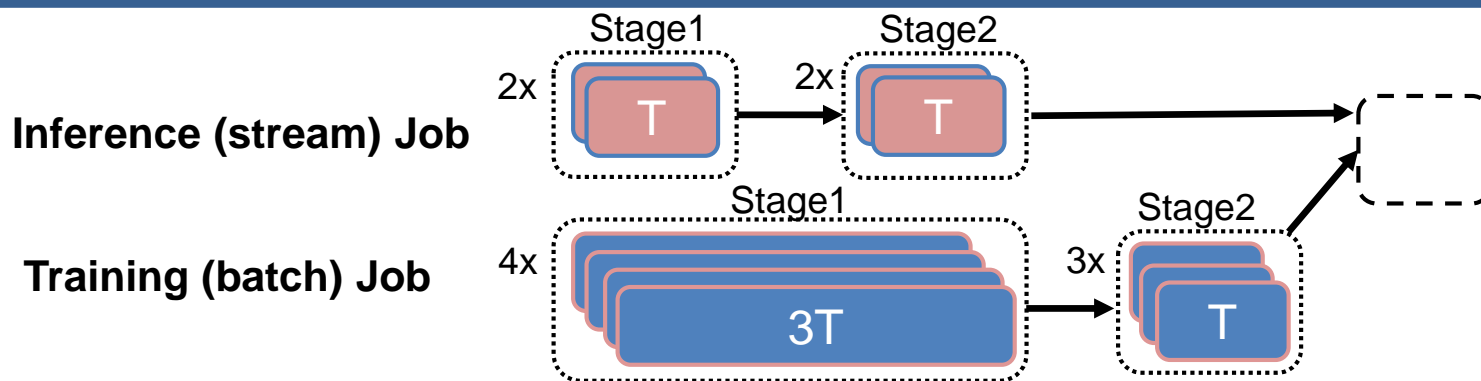 Stage1
Stage2
2x
T
2x
T
Inference (stream) Job
Stage1
Stage2
4x
3T
3x
T
Training (batch) Job